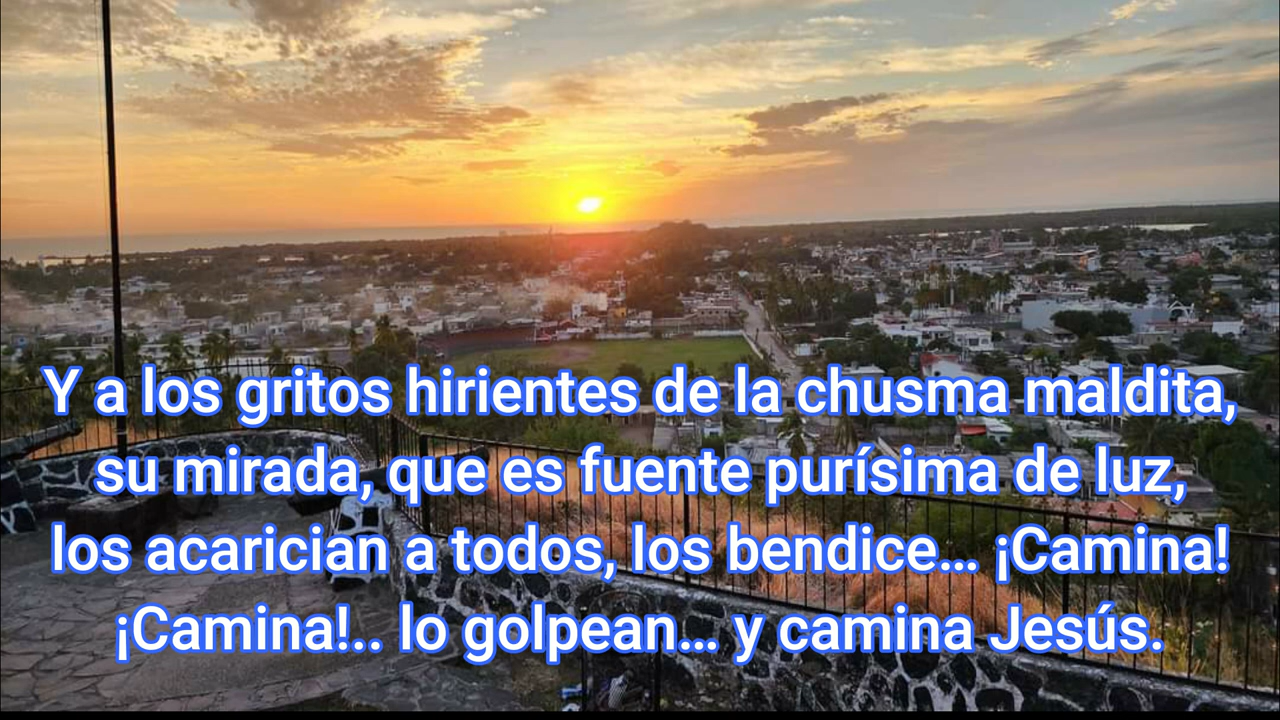 Y a los gritos hirientes de la chusma maldita,
su mirada, que es fuente purísima de luz,
los acarician a todos, los bendice... ¡Camina!
¡Camina!.. lo golpean... y camina Jesús.